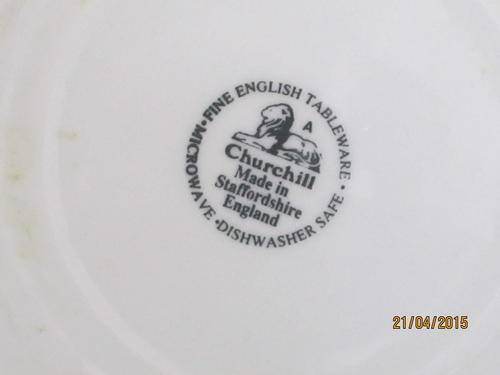 FINE ENGLISH TABLEWARE •
MICROWAVE • DISHWASHER SAFE •
A
Churchill
Made in
Staffordshire
England
21/04/2015